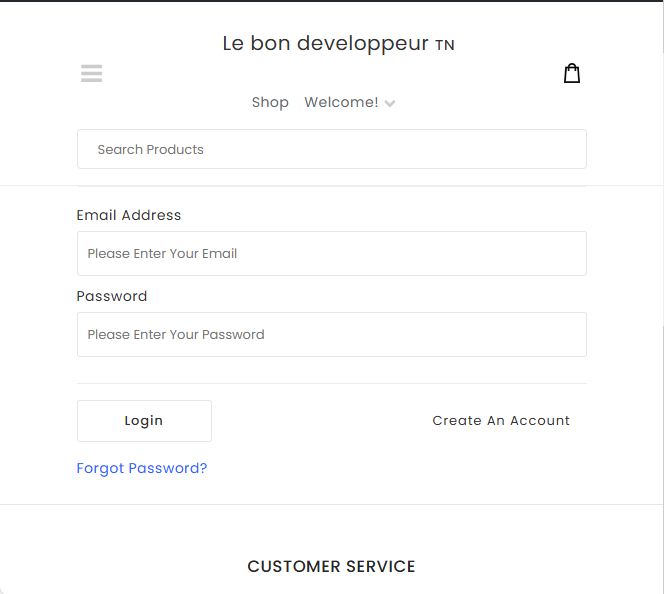 Le bon developpeur TN
Shop Welcome!
Search Products
Email Address
Please Enter Your Email
Password
Please Enter Your Password
Login Create An Account
Forgot Password?
CUSTOMER SERVICE